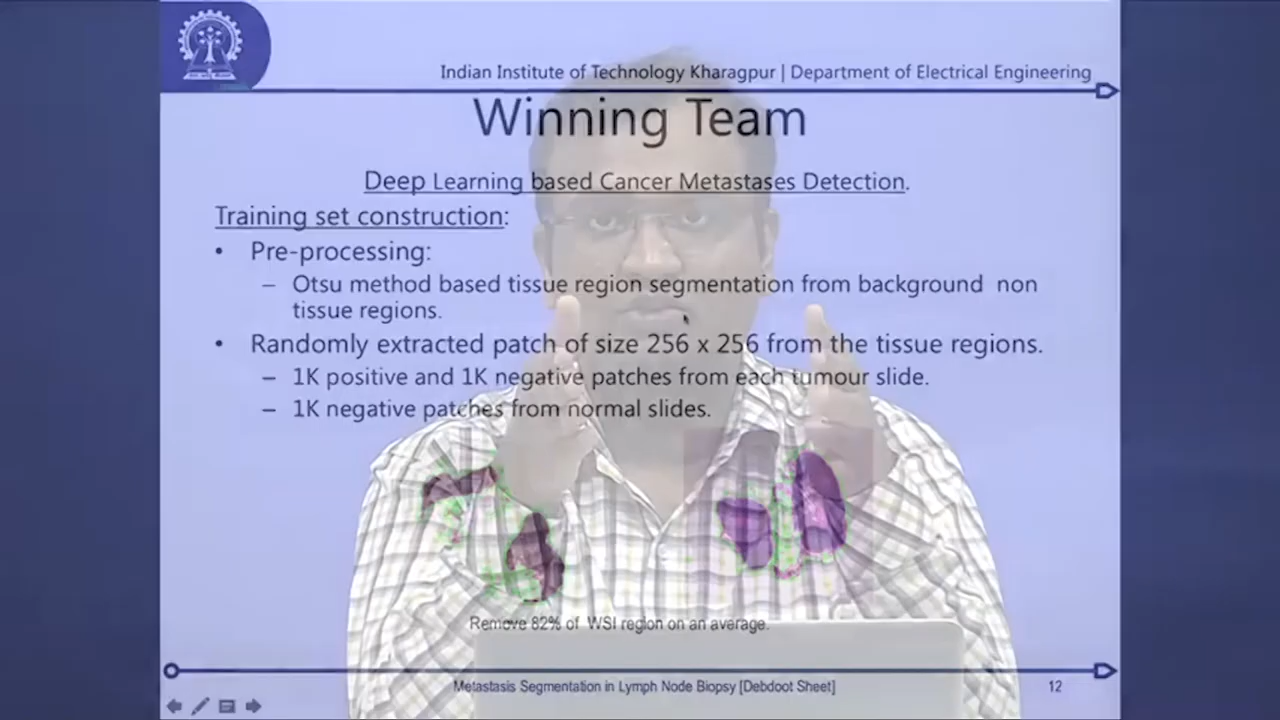 Indian Institute of Technology Kharagpur | Department of Electrical Engineering
Winning Team
Deep Learning based Cancer Metastases Detection.
Training set construction:
• Pre-processing:
– Otsu method based tissue region segmentation from background non
tissue regions.
• Randomly extracted patch of size 256 x 256 from the tissue regions.
– 1K positive and 1K negative patches from each tumour slide.
– 1K negative patches from normal slides.
Remove 82% of WSI region on an average.
Metastasis Segmentation in Lymph Node Biopsy [Debdoot Sheet]
12